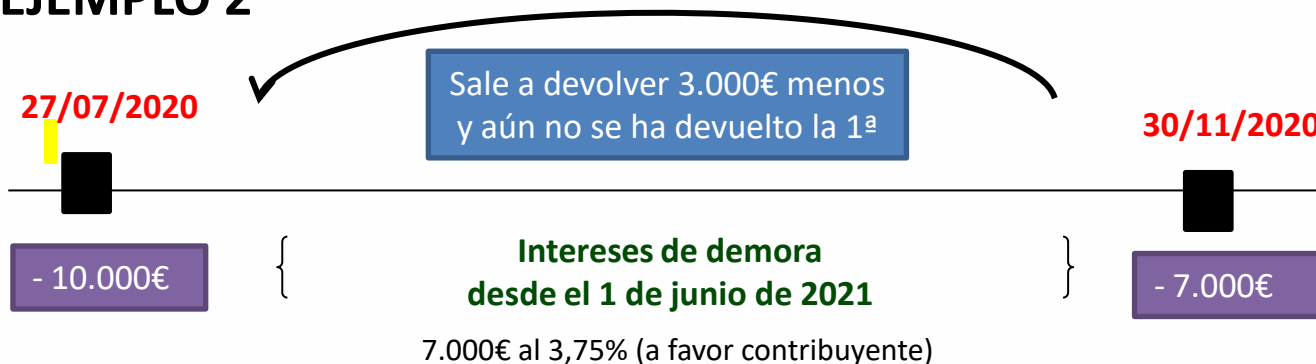 EJEMPLO 2
Sale a devolver 3.000€ menos
y aún no se ha devuelto la 1ª
27/07/2020
30/11/2020
- 10.000€
Intereses de demora
desde el 1 de junio de 2021
- 7.000€
7.000€ al 3,75% (a favor contribuyente)